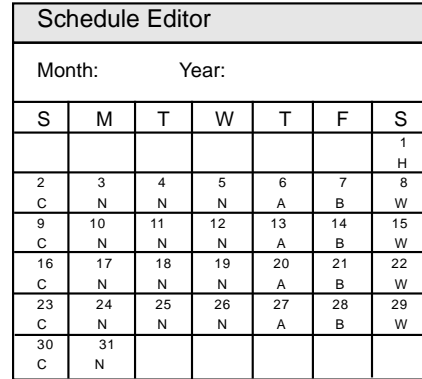 Schedule Editor
Month: Year:
S M T W T F S
1
H
2 3 4 5 6 7 8
C N N N A B W
9 10 11 12 13 14 15
C N N N A B W
16 17 18 19 20 21 22
C N N N A B W
23 24 25 26 27 28 29
C N N N A B W
30 31
C N